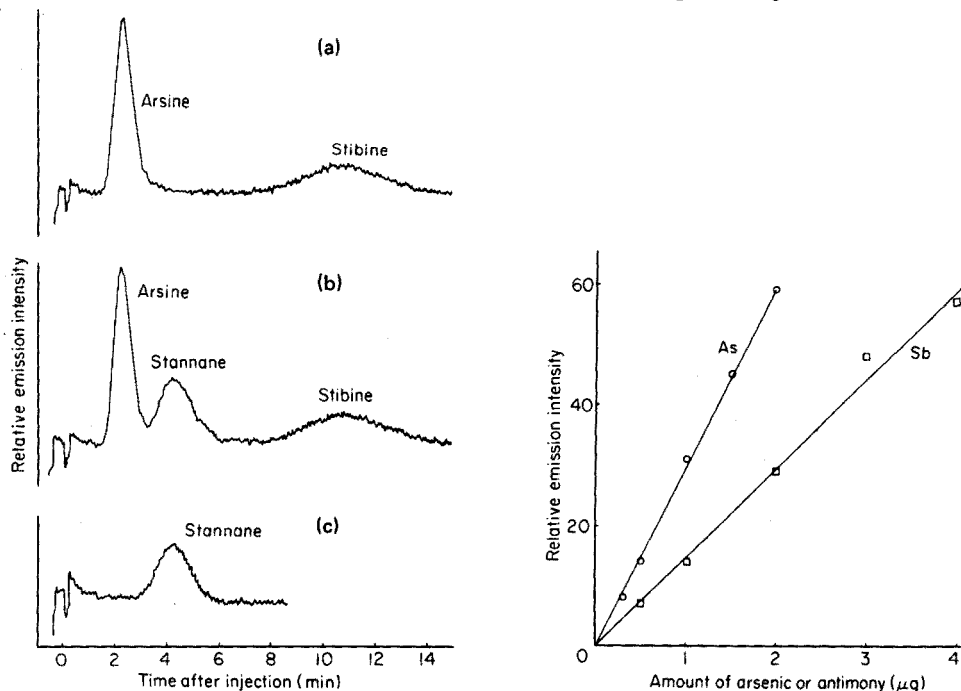 (a)
Arsine
Stibine
(b)
Arsine
Stannane
Stibine
(c)
Stannane
Relative emission intensity
0 2 4 6 8 10 12 14
Time after injection (min)
60
40
20
0 1 2 3 4
As
Sb
Relative emission intensity
Amount of arsenic or antimony (μg)